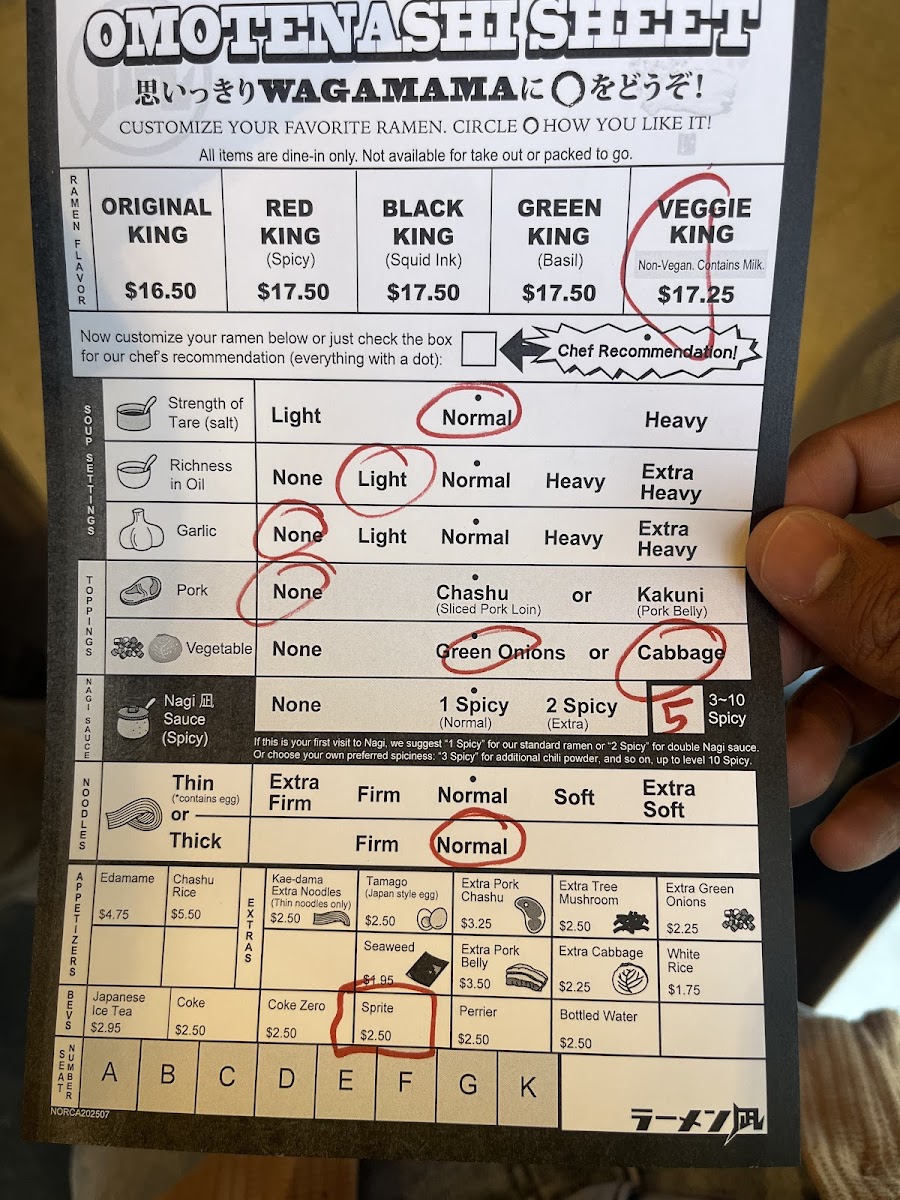 OMOTENASHI SHEET
思いっきりWAGAMAMAに〇をどうぞ!
CUSTOMIZE YOUR FAVORITE RAMEN. CIRCLE O HOW YOU LIKE IT!
All items are dine-in only. Not available for take out or packed to go.
RAMEN FLAVOR
ORIGINAL KING
$16.50
RED KING
(Spicy)
$17.50
BLACK KING
(Squid Ink)
$17.50
GREEN KING
(Basil)
$17.50
VEGGIE KING
Non-Vegan. Contains Milk.
$17.25
Now customize your ramen below or just check the box
for our chef's recommendation (everything with a dot):
Chef Recommendation!
SOUP SETTINGS
Strength of Tare (salt)
Light
Normal
Heavy
Richness in Oil
None
Light
Normal
Heavy
Extra Heavy
Garlic
None
Light
Normal
Heavy
Extra Heavy
TOPPINGS
Pork
None
Chashu
(Sliced Pork Loin)
or
Kakuni
(Pork Belly)
Vegetable
None
Green Onions
or
Cabbage
NAGI SAUCE
Nagi 凪 Sauce (Spicy)
None
1 Spicy
(Normal)
2 Spicy
(Extra)
5
3~10 Spicy
If this is your first visit to Nagi, we suggest "1 Spicy" for our standard ramen or "2 Spicy" for double Nagi sauce.
Or choose your own preferred spiciness: "3 Spicy" for additional chili powder, and so on, up to level 10 Spicy.
NOODLES
Thin
(*contains egg)
or
Thick
Extra Firm
Firm
Normal
Soft
Extra Soft
Firm
Normal
APPETIZERS
Edamame
$4.75
Chashu Rice
$5.50
EXTRAS
Kae-dama
Extra Noodles
(Thin noodles only)
$2.50
Tamago
(Japan style egg)
$2.50
Extra Pork Chashu
$3.25
Extra Tree Mushroom
$2.50
Extra Green Onions
$2.25
Seaweed
$1.95
Extra Pork Belly
$3.50
Extra Cabbage
$2.25
White Rice
$1.75
BEVS
Japanese Ice Tea
$2.95
Coke
$2.50
Coke Zero
$2.50
Sprite
$2.50
Perrier
$2.50
Bottled Water
$2.50
SEAT NUMBER
A B C D E F G K
NORCA202507
ラーメン凪